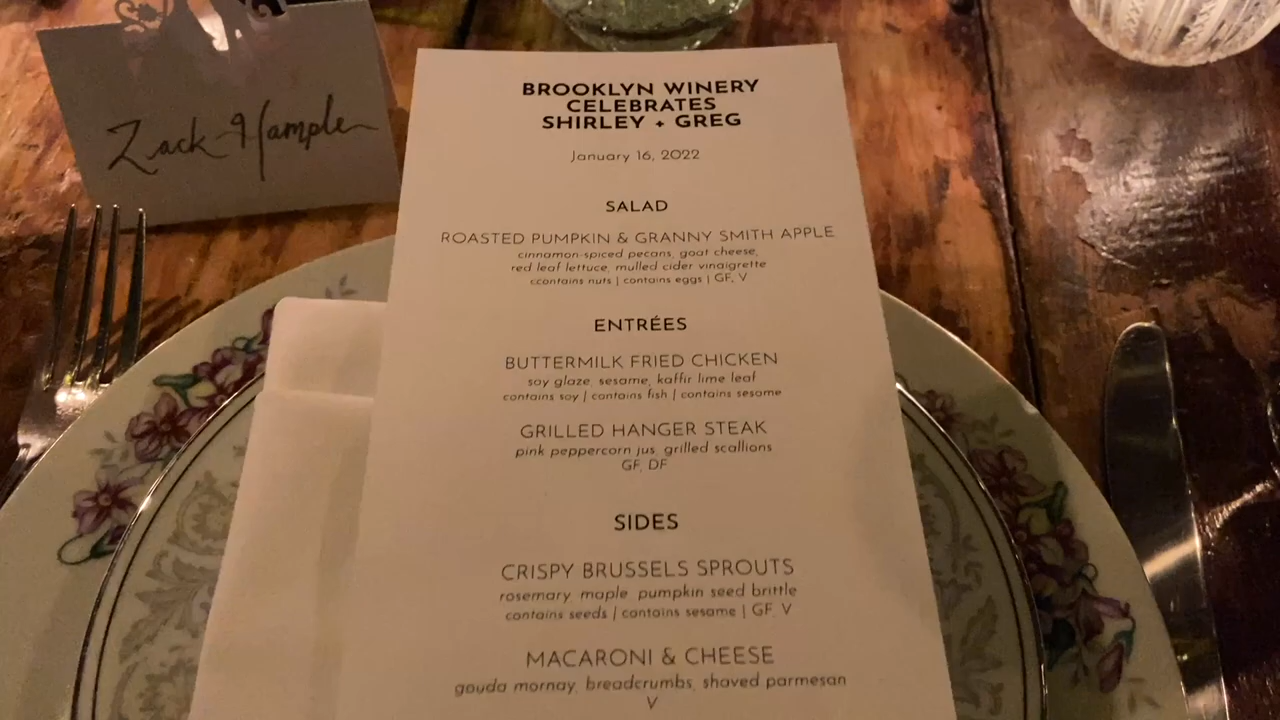 Zack Hample
BROOKLYN WINERY
CELEBRATES
SHIRLEY + GREG
January 16, 2022
SALAD
ROASTED PUMPKIN & GRANNY SMITH APPLE
cinnamon-spiced pecans, goat cheese,
red leaf lettuce, mulled cider vinaigrette
ccontains nuts | contains eggs | GF, V
ENTRÉES
BUTTERMILK FRIED CHICKEN
soy glaze, sesame, kaffir lime leaf
contains soy | contains fish | contains sesame
GRILLED HANGER STEAK
pink peppercorn jus, grilled scallions
GF, DF
SIDES
CRISPY BRUSSELS SPROUTS
rosemary, maple, pumpkin seed brittle
contains seeds | contains sesame | GF, V
MACARONI & CHEESE
gouda mornay, breadcrumbs, shaved parmesan
V